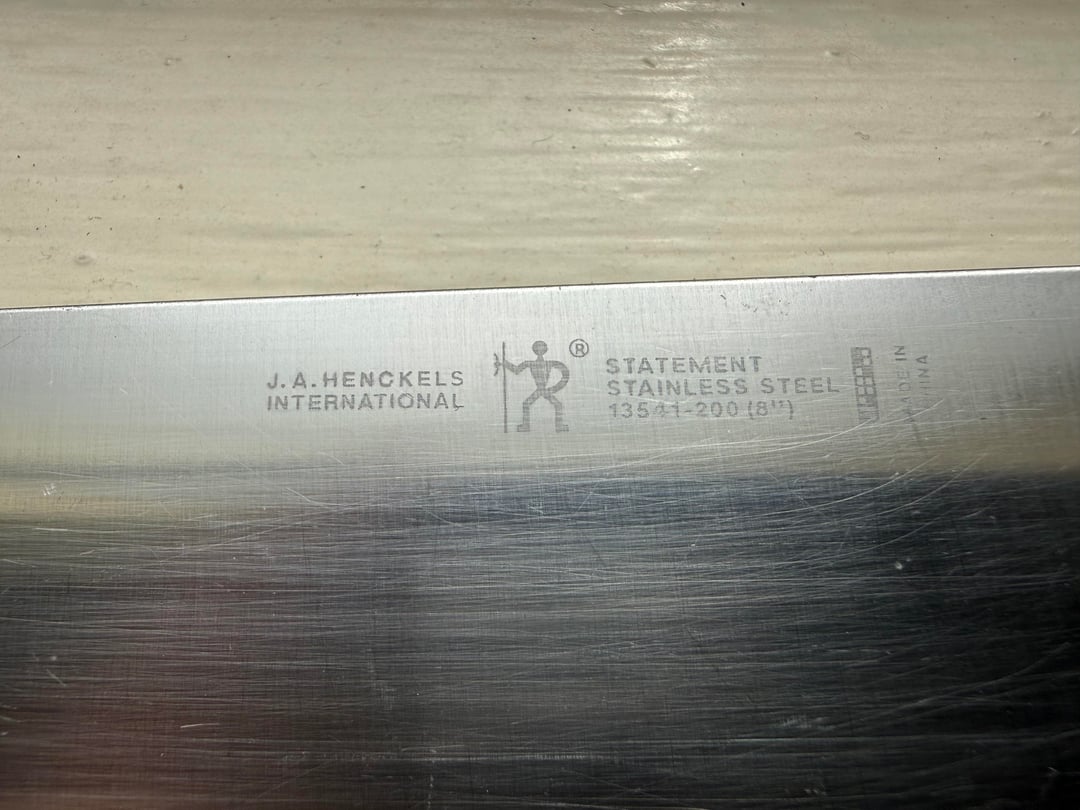 J.A. HENCKELS
INTERNATIONAL
®
STATEMENT
STAINLESS STEEL
13541-200 (8")
MADE IN
CHINA